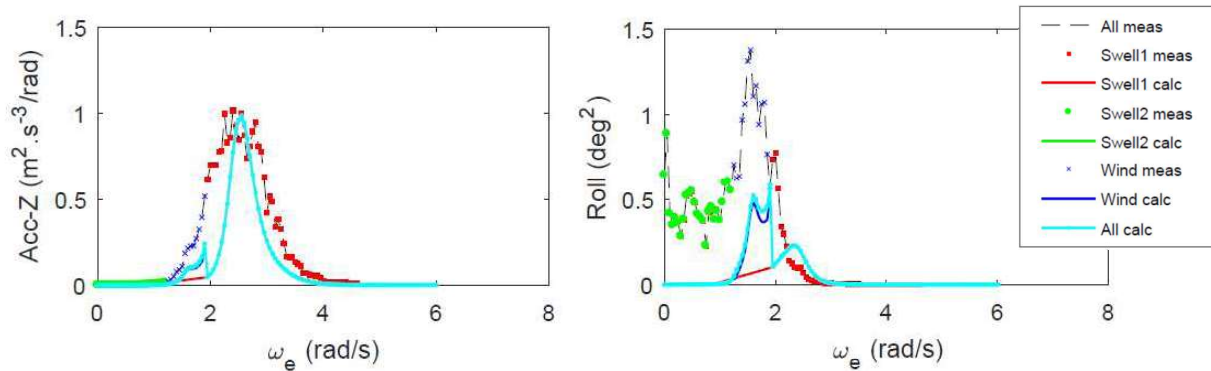 1.5
1
0.5
0
Acc-Z (m².s⁻³/rad)
0 2 4 6 8
ωₑ (rad/s)
1.5
1
0.5
0
Roll (deg²)
0 2 4 6 8
ωₑ (rad/s)
All meas
Swell1 meas
Swell1 calc
Swell2 meas
Swell2 calc
Wind meas
Wind calc
All calc